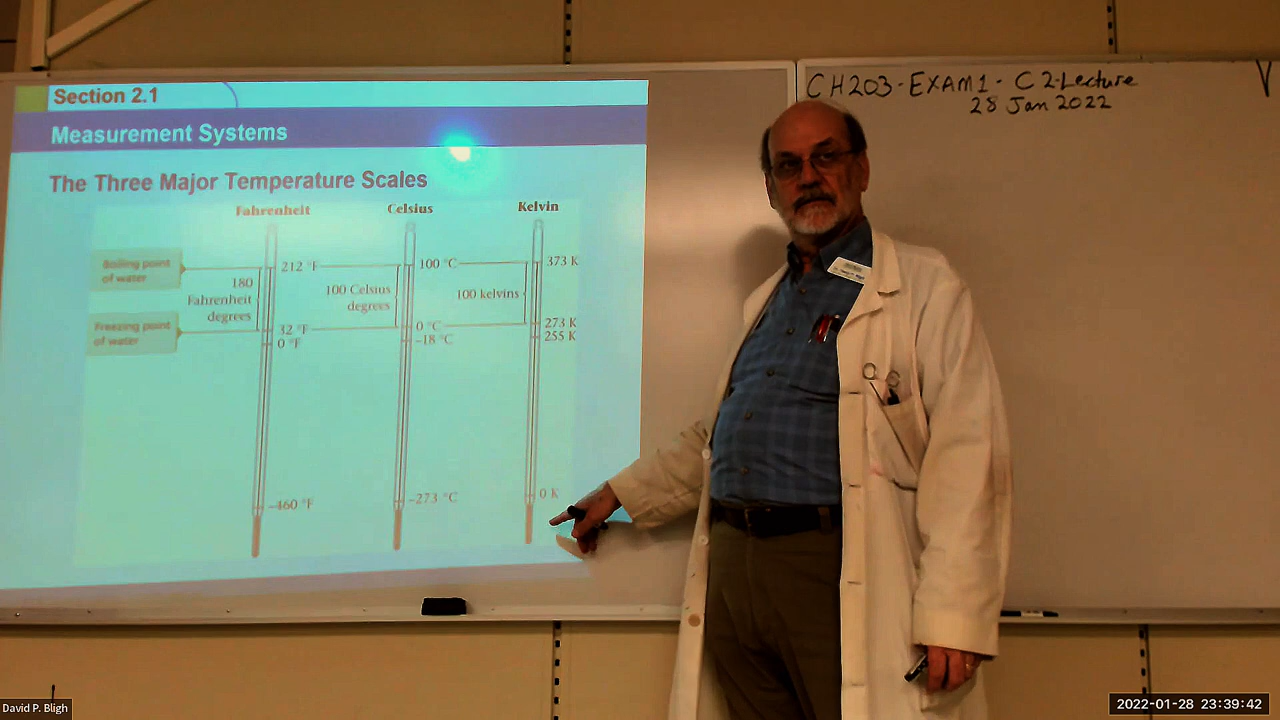 Section 2.1
Measurement Systems
The Three Major Temperature Scales
Fahrenheit
Celsius
Kelvin
Boiling point
of water
212 °F
100 °C
373 K
180
Fahrenheit
degrees
100 Celsius
degrees
100 kelvins
Freezing point
of water
32 °F
0 °C
273 K
0 °F
-18 °C
255 K
-460 °F
-273 °C
0 K
CH203-EXAM1- C2-Lecture
28 Jan 2022
David P. Bligh
2022-01-28 23:39:42